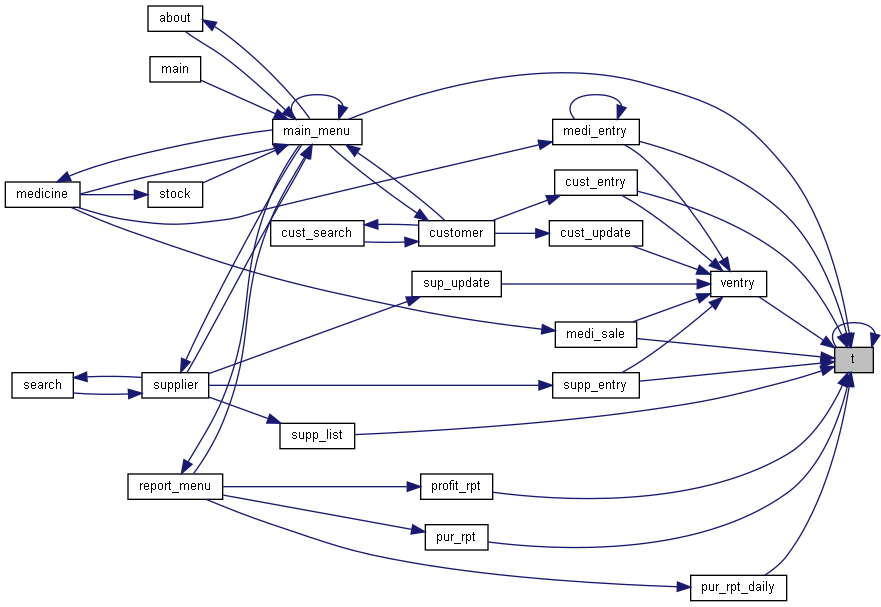 about
main
main_menu
medi_entry
medicine
stock
cust_entry
cust_search
customer
cust_update
sup_update
ventry
medi_sale
t
search
supplier
supp_entry
supp_list
report_menu
profit_rpt
pur_rpt
pur_rpt_daily